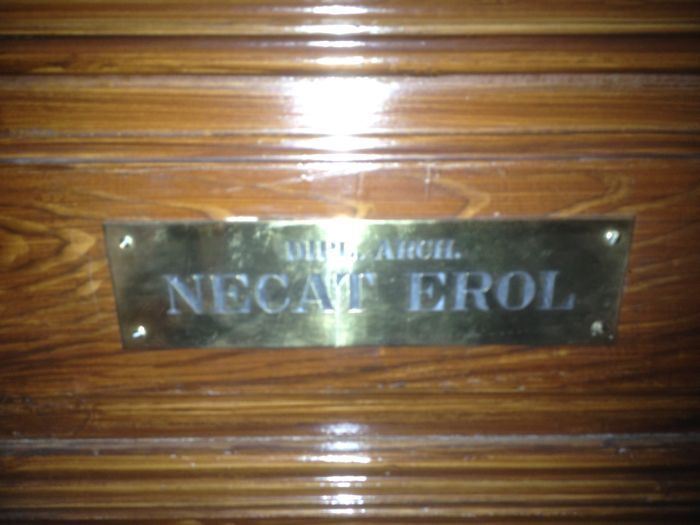 DIPL. ARCH.
NECAT EROL